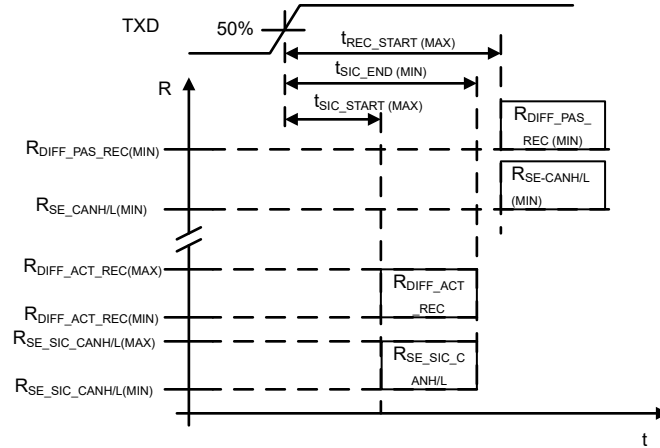 TXD
50%
tREC_START (MAX)
tSIC_END (MIN)
R
tSIC_START (MAX)
RDIFF_PAS_
REC (MIN)
RDIFF_PAS_REC(MIN)
RSE-CANH/L
(MIN)
RSE_CANH/L(MIN)
RDIFF_ACT_REC(MAX)
RDIFF_ACT
_REC
RDIFF_ACT_REC(MIN)
RSE_SIC_CANH/L(MAX)
RSE_SIC_C
ANH/L
RSE_SIC_CANH/L(MIN)
t